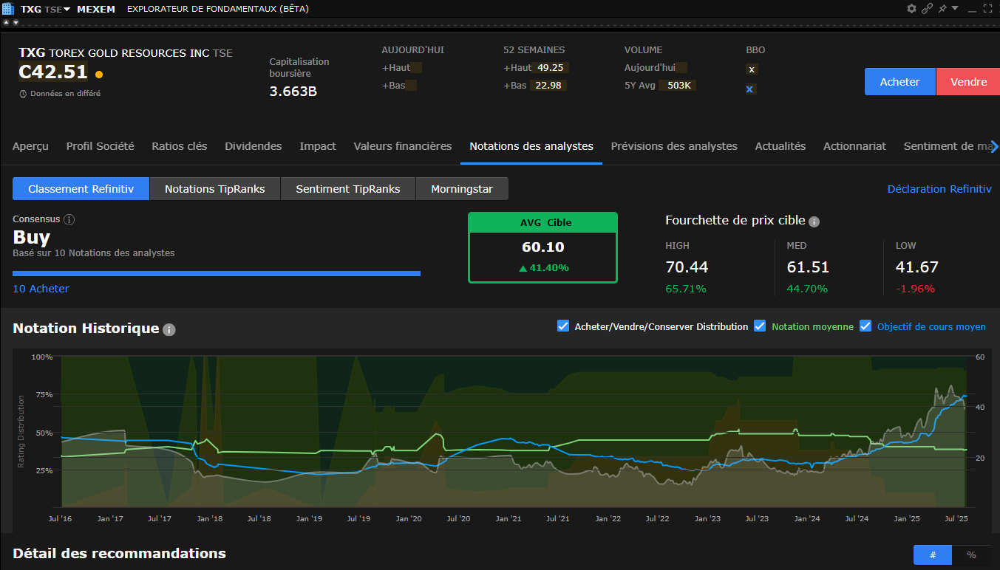 TXG TSE MEXEM EXPLORATEUR DE FONDAMENTAUX (BÊTA)
TXG TOREX GOLD RESOURCES INC TSE
C42.51
Données en différé
Capitalisation
boursière
3.663B
AUJOURD'HUI
+Haut
+Bas
52 SEMAINES
+Haut 49.25
+Bas 22.98
VOLUME
Aujourd'hui
5Y Avg 503K
BBO
x
x
Acheter Vendre
Aperçu Profil Société Ratios clés Dividendes Impact Valeurs financières Notations des analystes Prévisions des analystes Actualités Actionnariat Sentiment de ma
Classement Refinitiv Notations TipRanks Sentiment TipRanks Morningstar Déclaration Refinitiv
Consensus
Buy
Basé sur 10 Notations des analystes
10 Acheter
AVG Cible
60.10
41.40%
Fourchette de prix cible
HIGH MED LOW
70.44 61.51 41.67
65.71% 44.70% -1.96%
Notation Historique
Acheter/Vendre/Conserver Distribution Notation moyenne Objectif de cours moyen
Rating Distribution
100%
75%
50%
25%
60
40
20
Jul '16 Jan '17 Jul '17 Jan '18 Jul '18 Jan '19 Jul '19 Jan '20 Jul '20 Jan '21 Jul '21 Jan '22 Jul '22 Jan '23 Jul '23 Jan '24 Jul '24 Jan '25 Jul '25
Détail des recommandations
# %